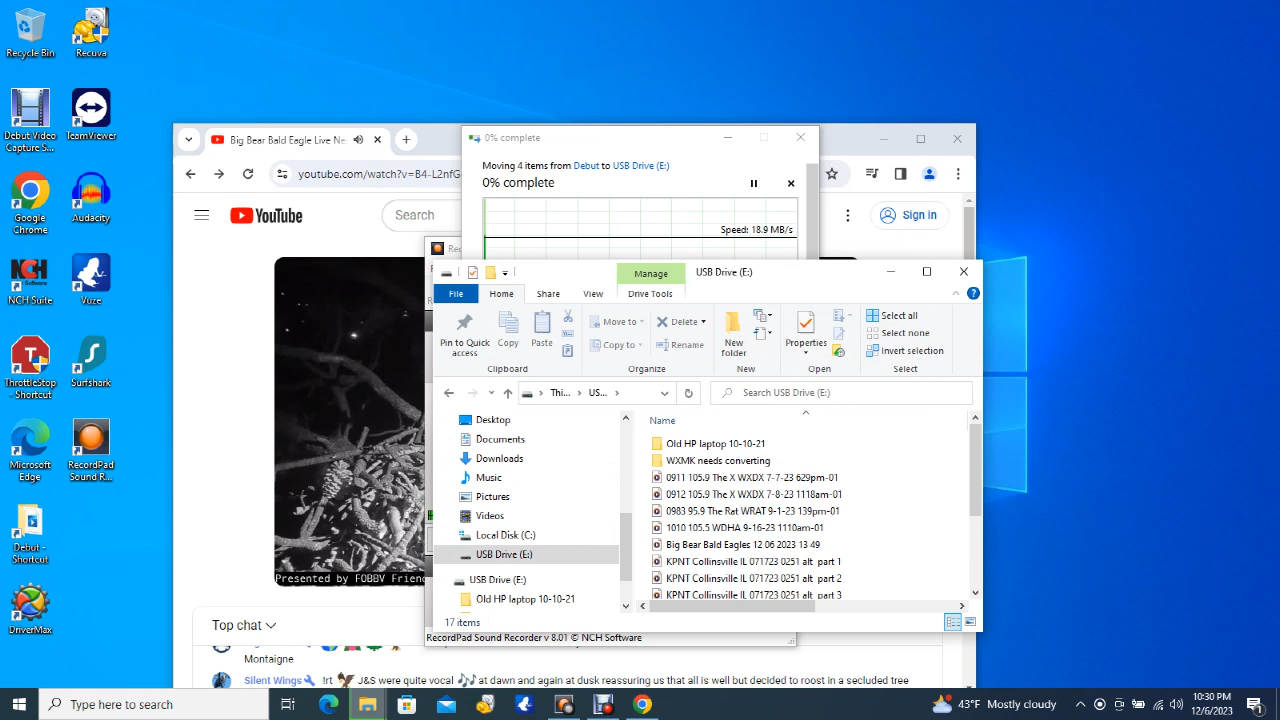 Recycle Bin
Recuva
Debut Video
Capture S...
TeamViewer
Google
Chrome
Audacity
NCH Suite
Vuze
ThrottleStop
- Shortcut
Surfshark
Microsoft
Edge
RecordPad
Sound R...
Debut -
Shortcut
DriverMax
Big Bear Bald Eagle Live Ne
youtube.com/watch?v=B4-L2nfG
YouTube
Search
Sign in
Presented by FOBBV Frien
Top chat
Montaigne
Silent Wings !rt J&S were quite vocal at dawn and again at dusk reassuring us that all is well but decided to roost in a secluded tree
0% complete
Moving 4 items from Debut to USB Drive (E:)
0% complete
Speed: 18.9 MB/s
Rec
Manage
USB Drive (E:)
File
Home
Share
View
Drive Tools
Pin to Quick
access
Copy
Paste
Clipboard
Move to
Copy to
Delete
Rename
Organize
New
folder
New
Properties
Open
Select all
Select none
Invert selection
Select
Thi...
US...
Search USB Drive (E:)
Desktop
Documents
Downloads
Music
Pictures
Videos
Local Disk (C:)
USB Drive (E:)
USB Drive (E:)
Old HP laptop 10-10-21
Name
Old HP laptop 10-10-21
WXMK needs converting
0911 105.9 The X WXDX 7-7-23 629pm-01
0912 105.9 The X WXDX 7-8-23 1118am-01
0983 95.9 The Rat WRAT 9-1-23 139pm-01
1010 105.5 WDHA 9-16-23 1110am-01
Big Bear Bald Eagles 12 06 2023 13 49
KPNT Collinsville IL 071723 0251 alt part 1
KPNT Collinsville IL 071723 0251 alt part 2
KPNT Collinsville IL 071723 0251 alt part 3
17 items
RecordPad Sound Recorder v 8.01 © NCH Software
Type here to search
43°F Mostly cloudy
10:30 PM
12/6/2023
1